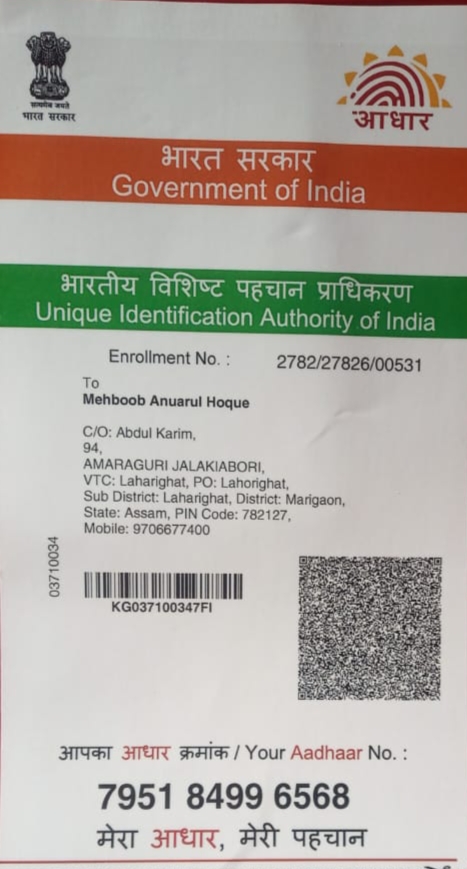 सत्यमेव जयते
भारत सरकार
आधार
भारत सरकार
Government of India
भारतीय विशिष्ट पहचान प्राधिकरण
Unique Identification Authority of India
Enrollment No. : 2782/27826/00531
To
Mehboob Anuarul Hoque
C/O: Abdul Karim,
94,
AMARAGURI JALAKIABORI,
VTC: Laharighat, PO: Lahorighat,
Sub District: Laharighat, District: Marigaon,
State: Assam, PIN Code: 782127,
Mobile: 9706677400
03710034
KG037100347FI
आपका आधार क्रमांक / Your Aadhaar No. :
7951 8499 6568
मेरा आधार, मेरी पहचान